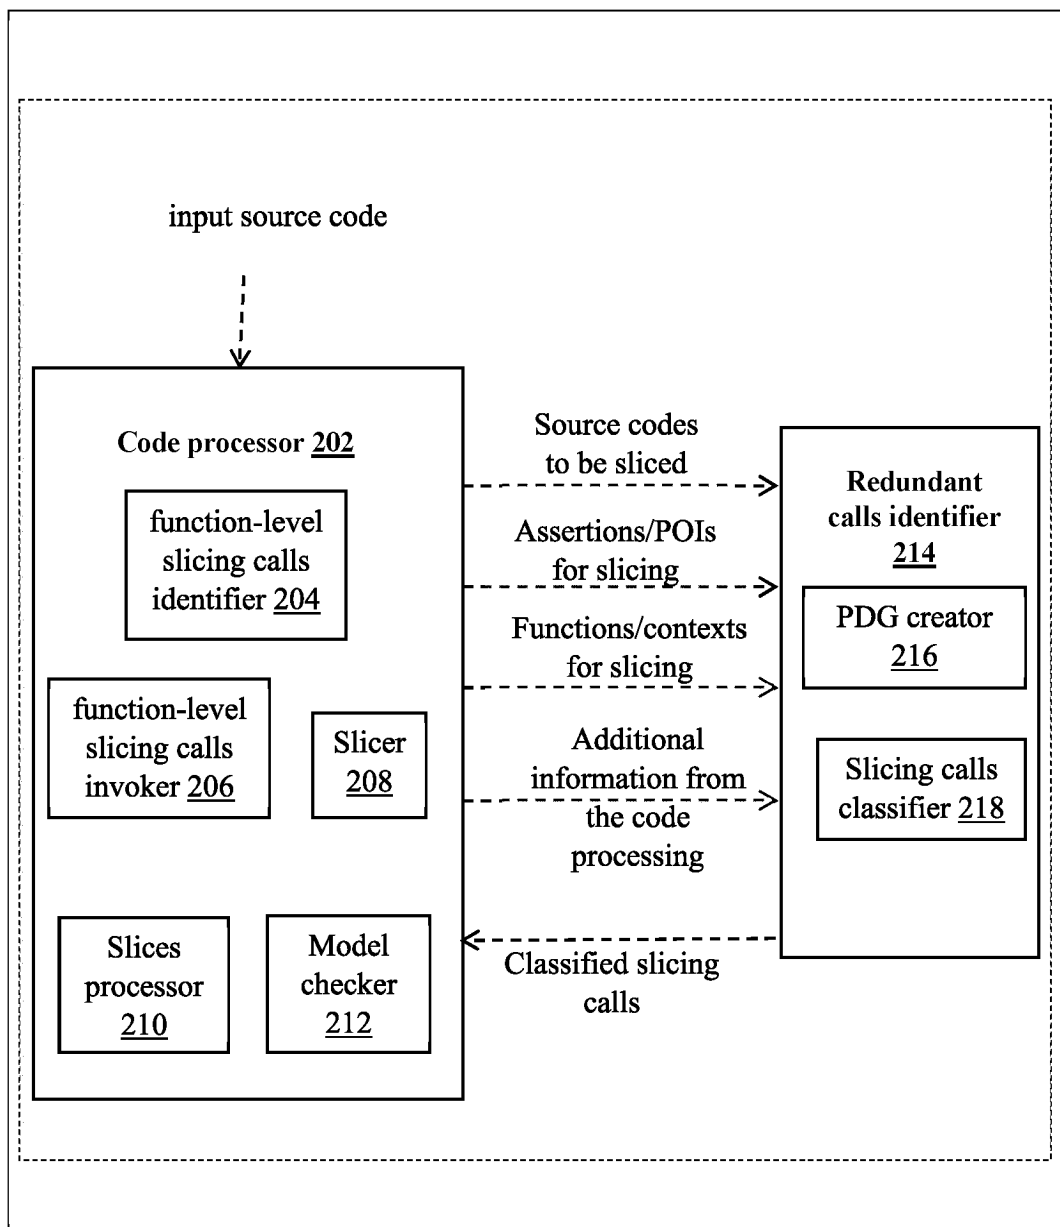 input source code
Code processor 202
function-level
slicing calls
identifier 204
function-level
slicing calls
invoker 206
Slicer
208
Slices
processor
210
Model
checker
212
Source codes
to be sliced
Assertions/POIs
for slicing
Functions/contexts
for slicing
Additional
information from
the code
processing
Classified slicing
calls
Redundant
calls identifier
214
PDG creator
216
Slicing calls
classifier 218